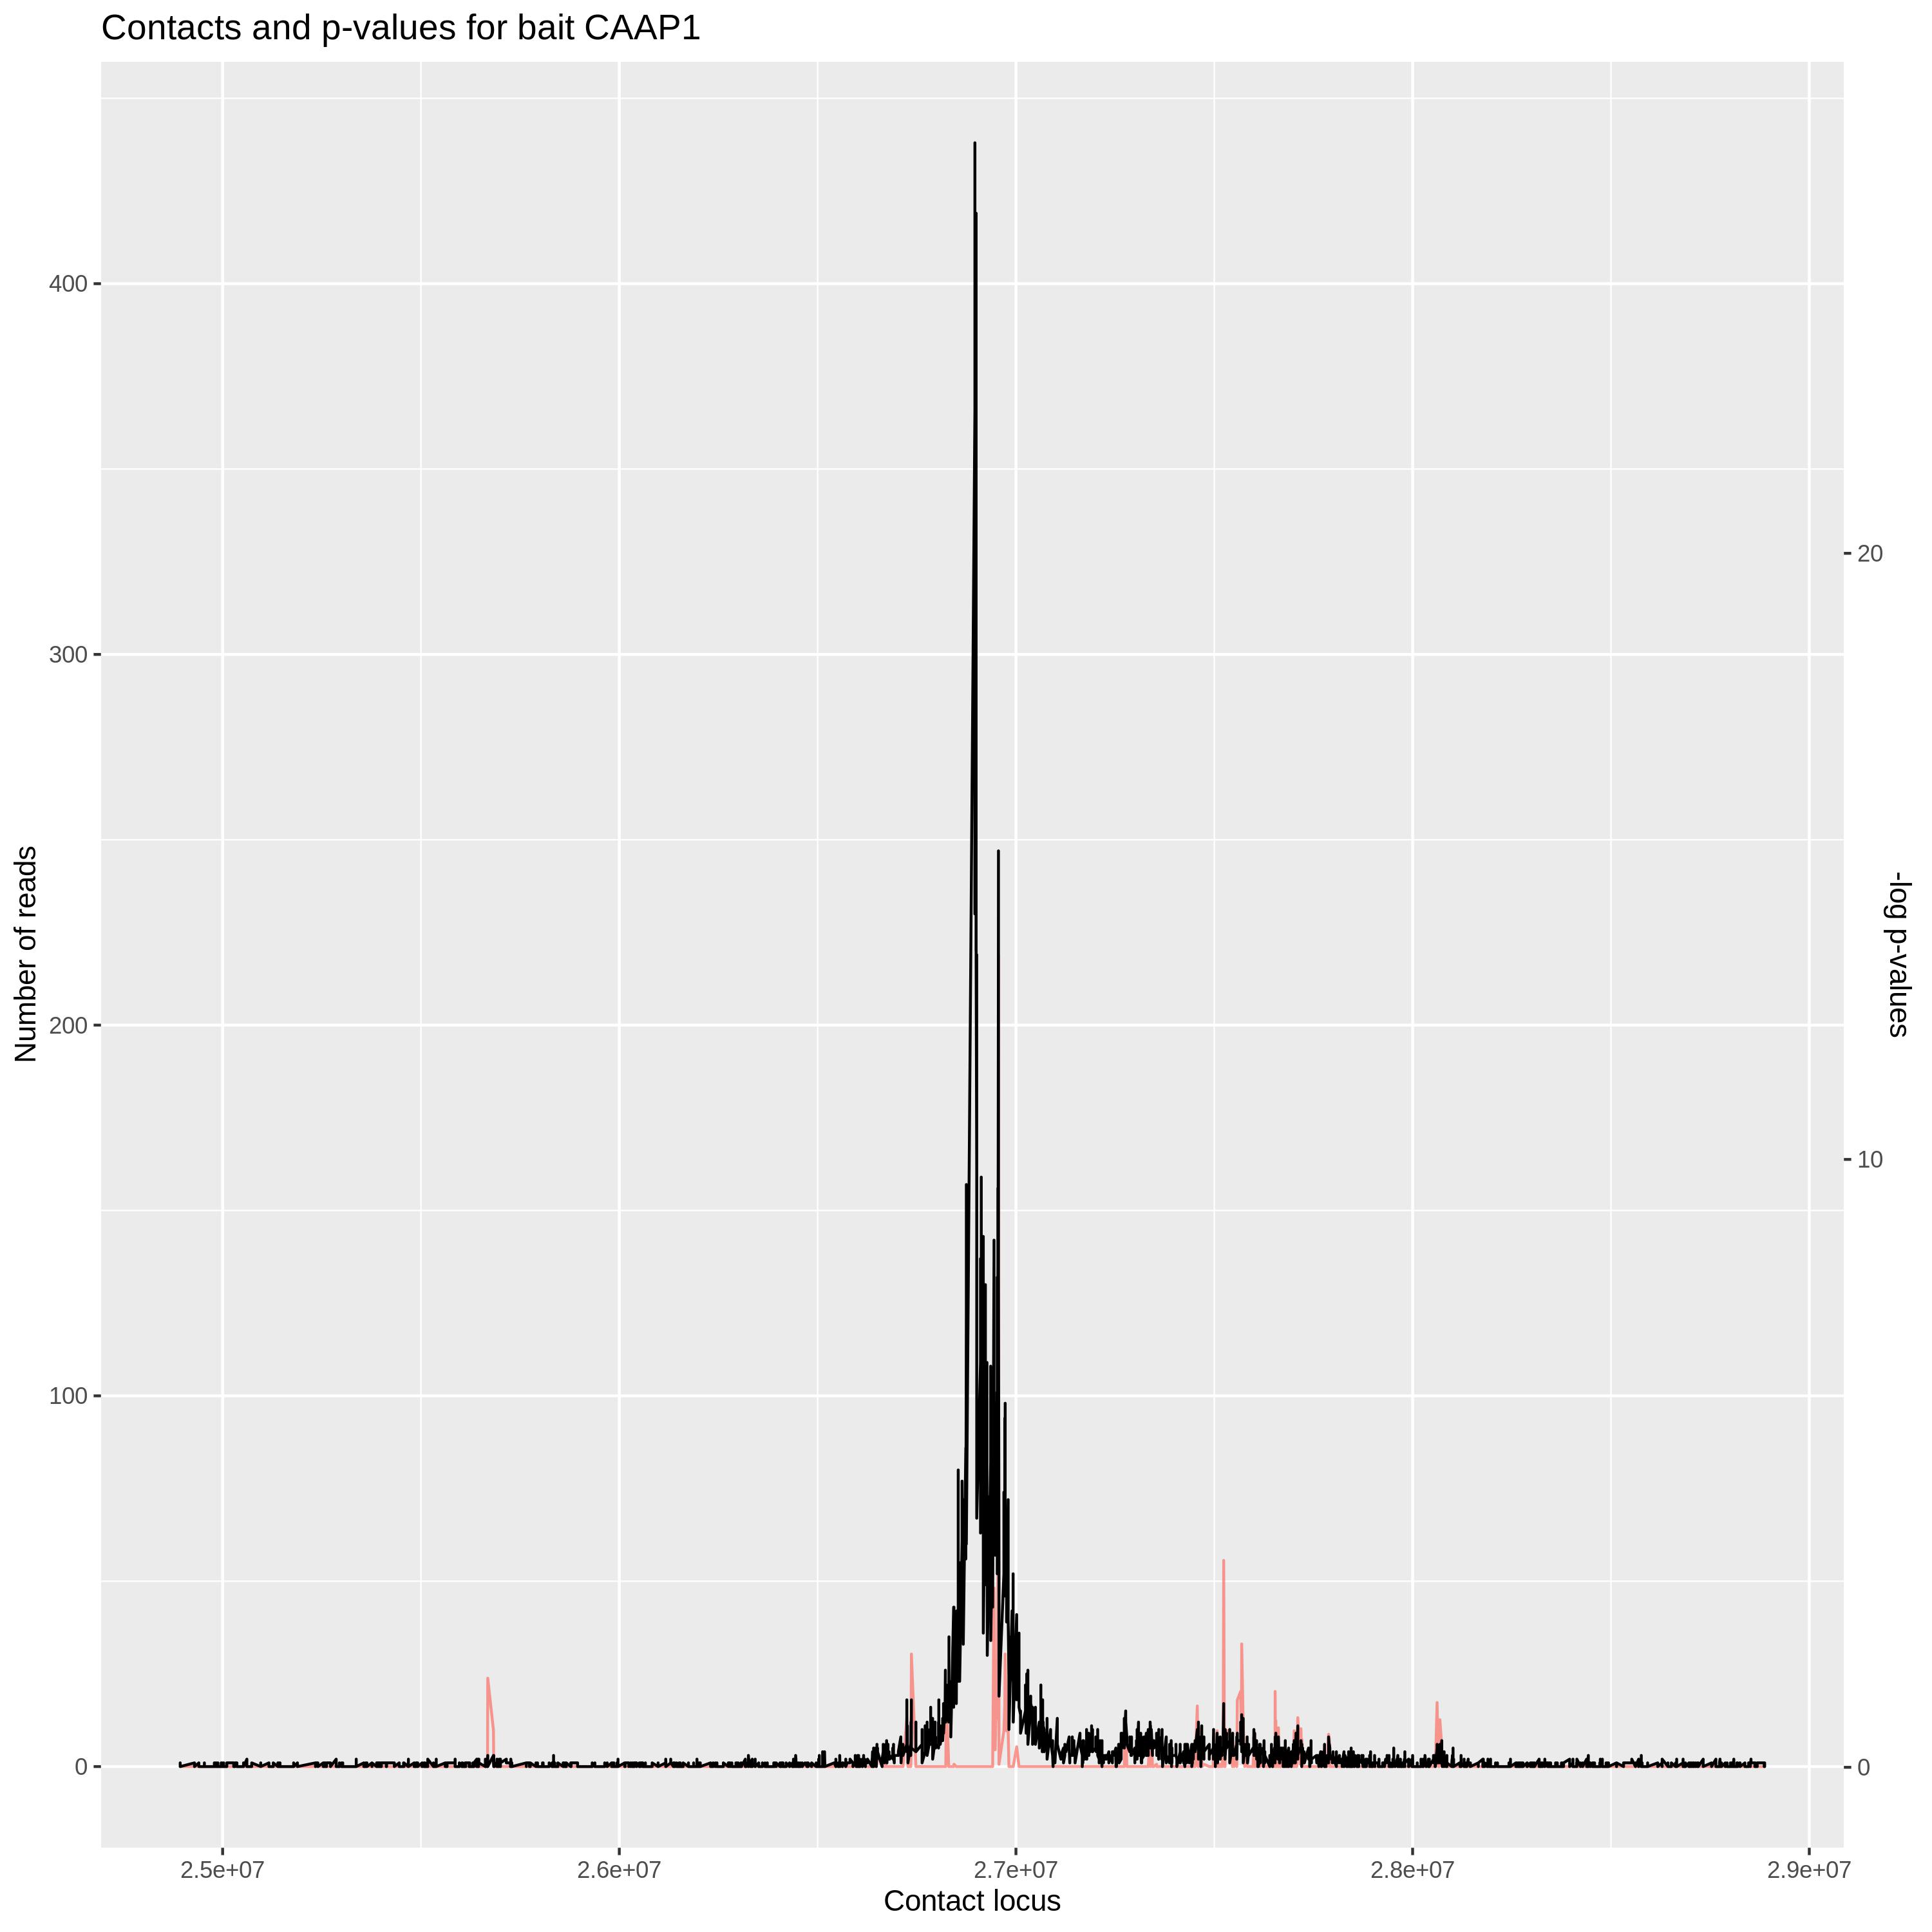 Contacts and p-values for bait CAAP1
Number of reads
400
300
200
100
0
20
10
0
-log p-values
2.5e+07 2.6e+07 2.7e+07 2.8e+07 2.9e+07
Contact locus